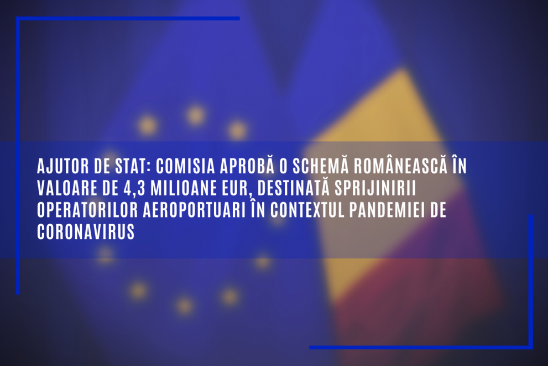 AJUTOR DE STAT: COMISIA APROBĂ O SCHEMĂ ROMÂNEASCĂ ÎN
VALOARE DE 4,3 MILIOANE EUR, DESTINATĂ SPRIJINIRII
OPERATORILOR AEROPORTUARI ÎN CONTEXTUL PANDEMIEI DE
CORONAVIRUS